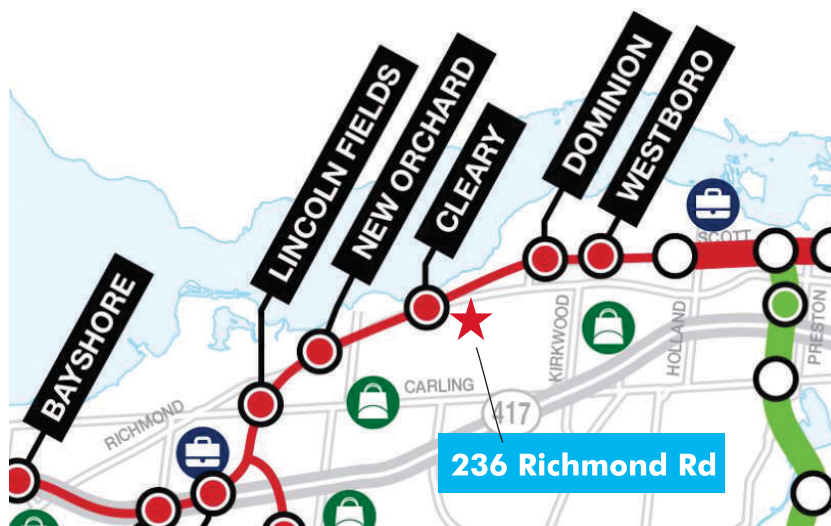 BAYSHORE
LINCOLN FIELDS
NEW ORCHARD
CLEARY
DOMINION
WESTBORO
SCOTT
KIRKWOOD
HOLLAND
PRESTON
CARLING
RICHMOND
417
236 Richmond Rd